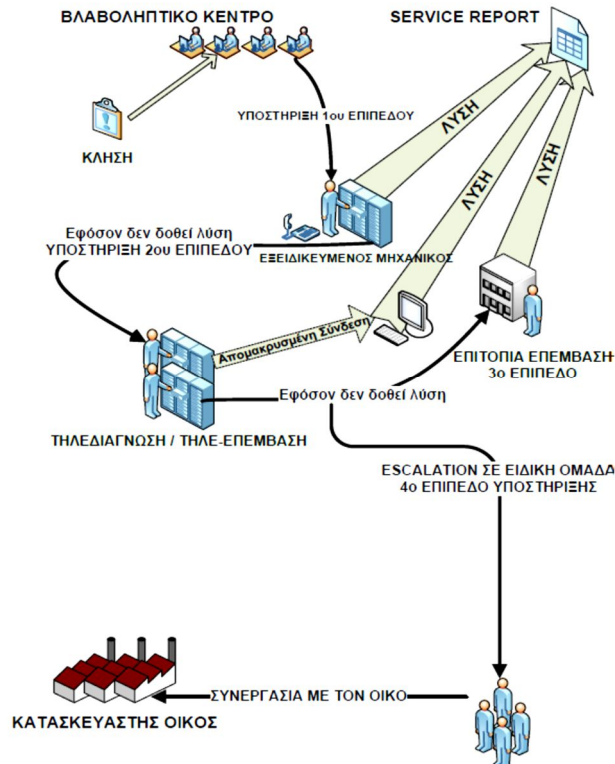 ΒΛΑΒΟΛΗΠΤΙΚΟ ΚΕΝΤΡΟ
SERVICE REPORT
ΚΛΗΣΗ
ΥΠΟΣΤΗΡΙΞΗ 1ου ΕΠΙΠΕΔΟΥ
ΛΥΣΗ
ΛΥΣΗ
ΛΥΣΗ
Εφόσον δεν δοθεί λύση
ΥΠΟΣΤΗΡΙΞΗ 2ου ΕΠΙΠΕΔΟΥ
ΕΞΕΙΔΙΚΕΥΜΕΝΟΣ ΜΗΧΑΝΙΚΟΣ
Απομακρυσμένη Σύνδεση
ΕΠΙΤΟΠΙΑ ΕΠΕΜΒΑΣΗ
3ο ΕΠΙΠΕΔΟ
Εφόσον δεν δοθεί λύση
ΤΗΛΕΔΙΑΓΝΩΣΗ / ΤΗΛΕ-ΕΠΕΜΒΑΣΗ
ESCALATION ΣΕ ΕΙΔΙΚΗ ΟΜΑΔΑ
4ο ΕΠΙΠΕΔΟ ΥΠΟΣΤΗΡΙΞΗΣ
ΣΥΝΕΡΓΑΣΙΑ ΜΕ ΤΟΝ ΟΙΚΟ
ΚΑΤΑΣΚΕΥΑΣΤΗΣ ΟΙΚΟΣ